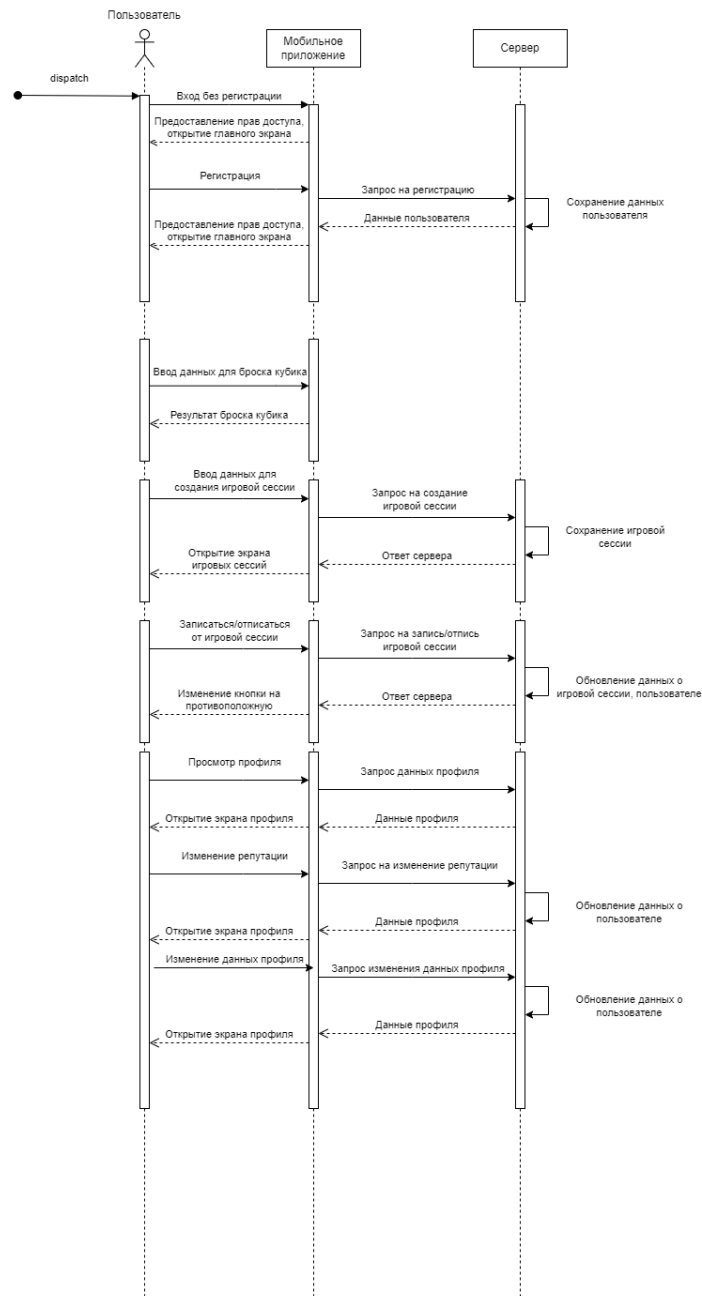 Пользователь
Мобильное
приложение
Сервер
dispatch
Вход без регистрации
Предоставление прав доступа,
открытие главного экрана
Регистрация
Запрос на регистрацию
Сохранение данных
пользователя
Данные пользователя
Предоставление прав доступа,
открытие главного экрана
Ввод данных для броска кубика
Результат броска кубика
Ввод данных для
создания игровой сессии
Запрос на создание
игровой сессии
Сохранение игровой
сессии
Открытие экрана
игровых сессий
Ответ сервера
Записаться/отписаться
от игровой сессии
Запрос на запись/отпись
игровой сессии
Обновление данных о
игровой сессии, пользователе
Изменение кнопки на
противоположную
Ответ сервера
Просмотр профиля
Запрос данных профиля
Открытие экрана профиля
Данные профиля
Изменение репутации
Запрос на изменение репутации
Обновление данных о
пользователе
Данные профиля
Открытие экрана профиля
Изменение данных профиля
Запрос изменения данных профиля
Обновление данных о
пользователе
Данные профиля
Открытие экрана профиля